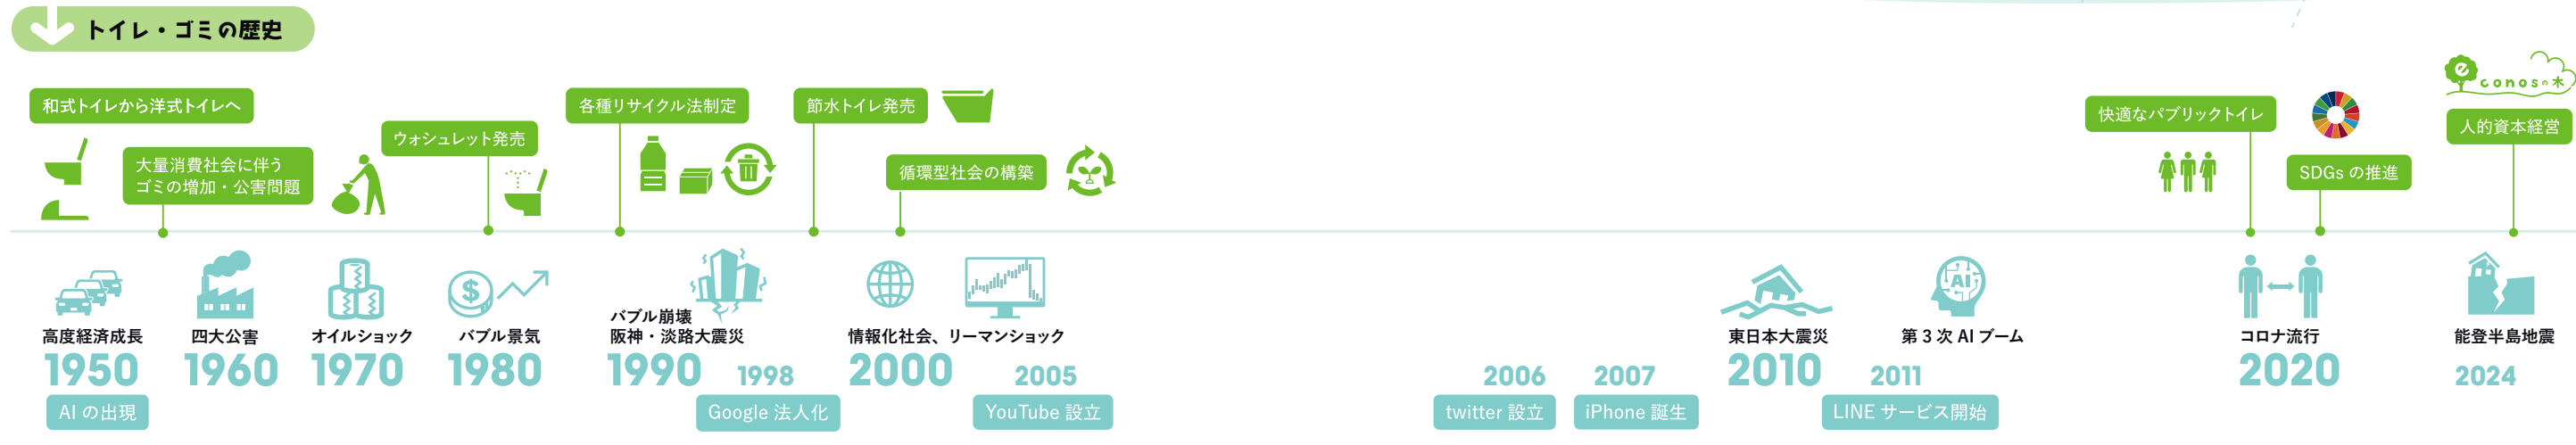 トイレ・ゴミの歴史
和式トイレから洋式トイレへ
大量消費社会に伴う
ゴミの増加・公害問題
ウォシュレット発売
各種リサイクル法制定
節水トイレ発売
循環型社会の構築
快適なパブリックトイレ
SDGs の推進
econosの木
人的資本経営
高度経済成長
1950
AI の出現
四大公害
1960
オイルショック
1970
$
バブル景気
1980
バブル崩壊
阪神・淡路大震災
1990
1998
Google 法人化
情報化社会、リーマンショック
2000
2005
YouTube 設立
2006
twitter 設立
2007
iPhone 誕生
東日本大震災
2010
AI
第 3 次 AI ブーム
2011
LINE サービス開始
コロナ流行
2020
能登半島地震
2024